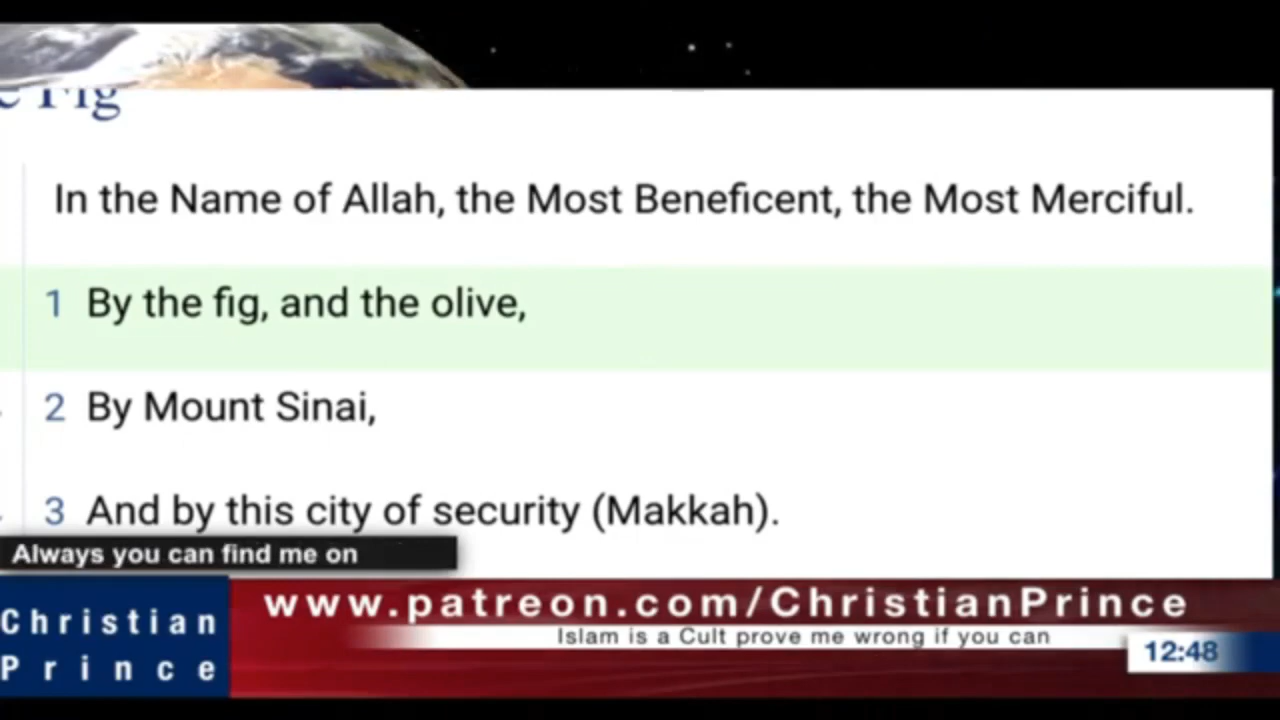 Fig
In the Name of Allah, the Most Beneficent, the Most Merciful.
1 By the fig, and the olive,
2 By Mount Sinai,
3 And by this city of security (Makkah).
Always you can find me on
www.patreon.com/ChristianPrince
Islam is a Cult prove me wrong if you can
Christian
Prince
12:48